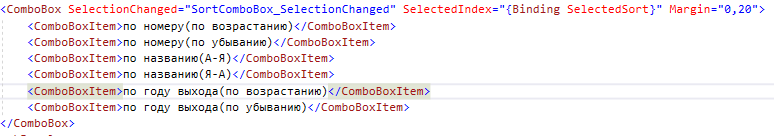 <ComboBox SelectionChanged="SortComboBox_SelectionChanged" SelectedIndex="{Binding SelectedSort}" Margin="0,20">
<ComboBoxItem>по номеру(по возрастанию)</ComboBoxItem>
<ComboBoxItem>по номеру(по убыванию)</ComboBoxItem>
<ComboBoxItem>по названию(А-Я)</ComboBoxItem>
<ComboBoxItem>по названию(Я-А)</ComboBoxItem>
<ComboBoxItem>по году выхода(по возрастанию)</ComboBoxItem>
<ComboBoxItem>по году выхода(по убыванию)</ComboBoxItem>
</ComboBox>